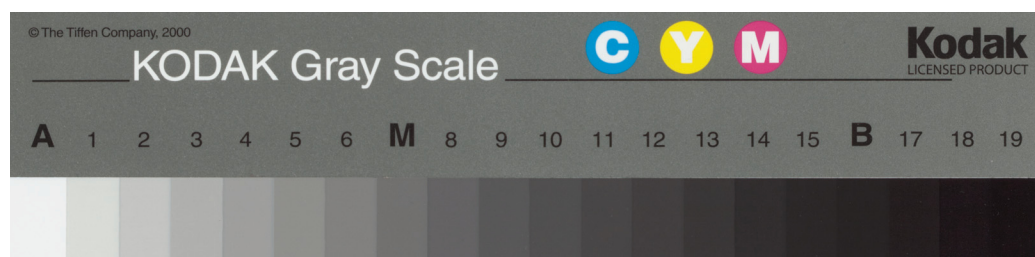 © The Tiffen Company, 2000
KODAK Gray Scale
C Y M
Kodak
LICENSED PRODUCT
A 1 2 3 4 5 6 M 8 9 10 11 12 13 14 15 B 17 18 19